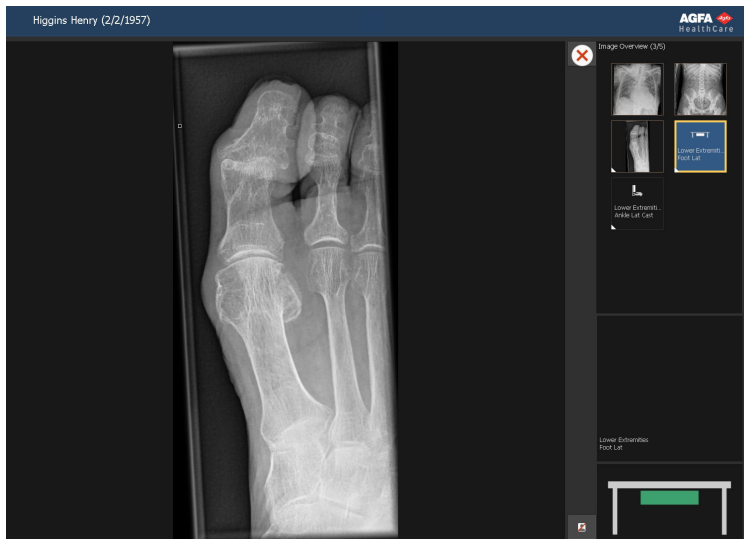 Higgins Henry (2/2/1957)
AGFA
HealthCare
Image Overview (3/5)
Lower Extremiti...
Foot Lat
Lower Extremiti...
Ankle Lat Cast
Lower Extremities
Foot Lat